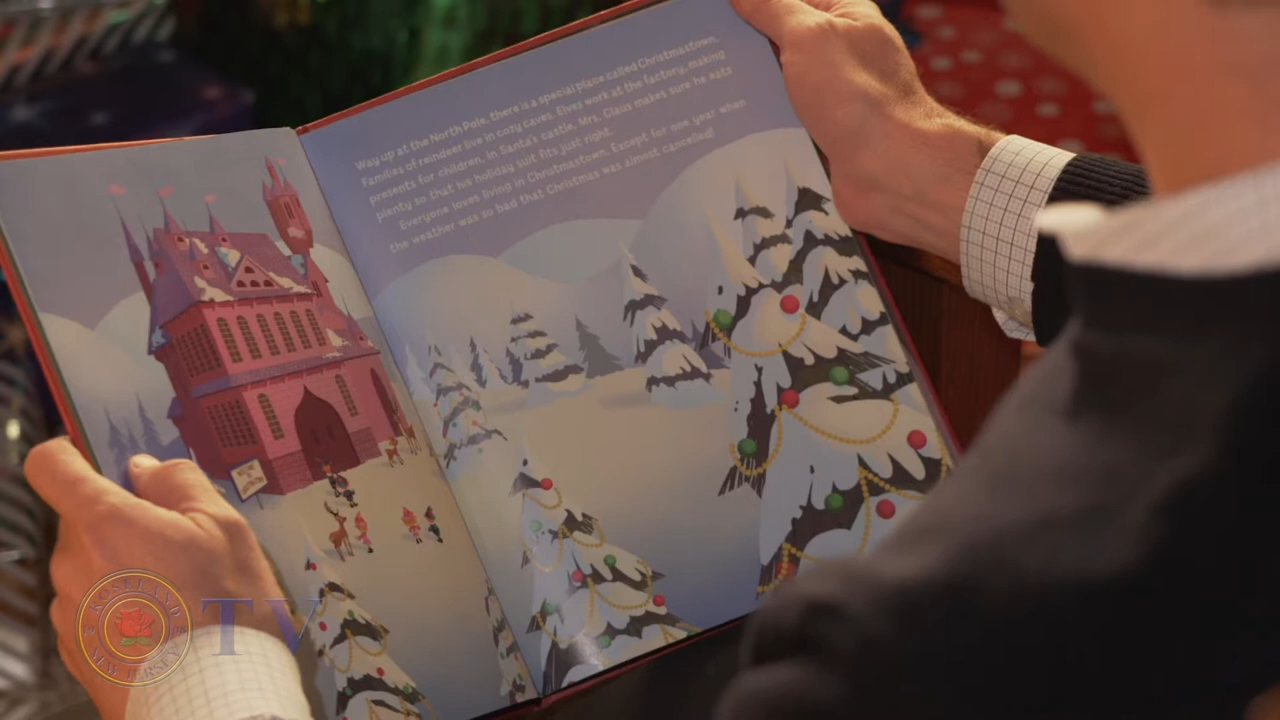 Way up at the North Pole, there is a special place called Christmastown.
Families of reindeer live in cozy caves. Elves work at the factory, making
presents for children. In Santa's castle, Mrs. Claus makes sure he eats
plenty so that his holiday suit fits just right.
Everyone loves living in Christmastown. Except for one year when
the weather was so bad that Christmas was almost cancelled!
ROSELAND
TV
NEW JERSEY